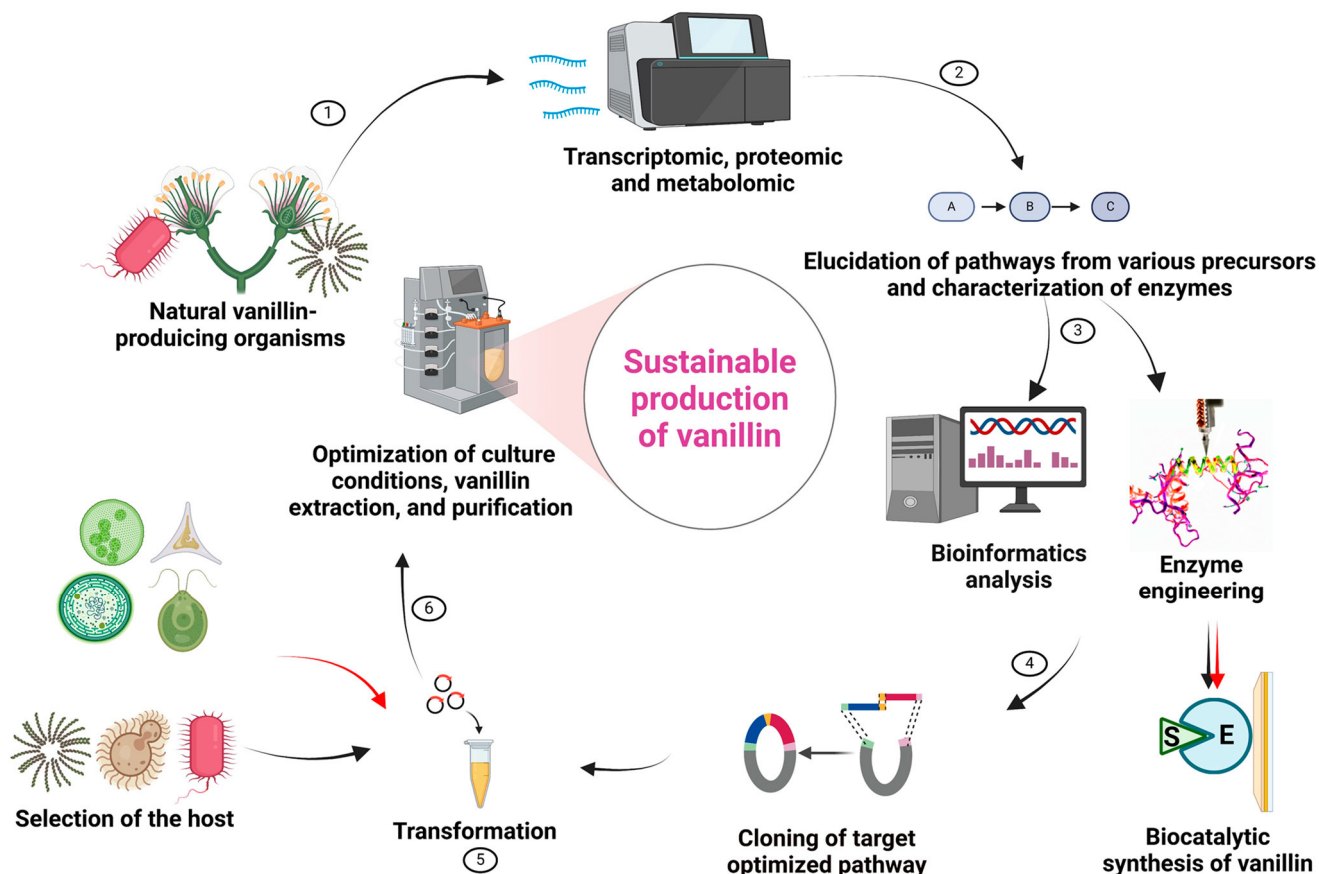 1
2
Transcriptomic, proteomic
and metabolomic
A
B
C
Elucidation of pathways from various precursors
and characterization of enzymes
Natural vanillin-
produicing organisms
3
Sustainable
production
of vanillin
Optimization of culture
conditions, vanillin
extraction, and purification
Bioinformatics
analysis
Enzyme
engineering
6
4
S
E
Selection of the host
Transformation
5
Cloning of target
optimized pathway
Biocatalytic
synthesis of vanillin